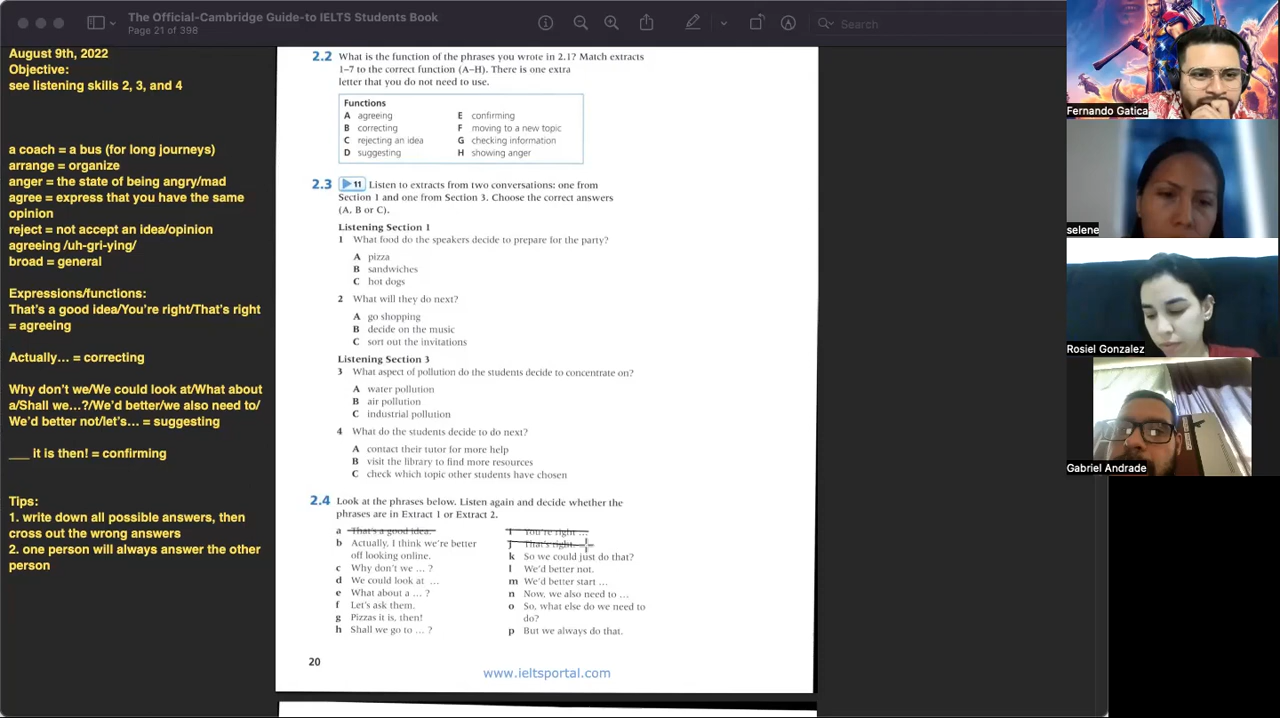 The Official-Cambridge Guide-to IELTS Students Book
Page 21 of 398
Search
August 9th, 2022
Objective:
see listening skills 2, 3, and 4
a coach = a bus (for long journeys)
arrange = organize
anger = the state of being angry/mad
agree = express that you have the same
opinion
reject = not accept an idea/opinion
agreeing /uh-gri-ying/
broad = general
Expressions/functions:
That's a good idea/You're right/That's right
= agreeing
Actually... = correcting
Why don't we/We could look at/What about
a/Shall we...?/We'd better/we also need to/
We'd better not/let's... = suggesting
___ it is then! = confirming
Tips:
1. write down all possible answers, then
cross out the wrong answers
2. one person will always answer the other
person
2.2 What is the function of the phrases you wrote in 2.1? Match extracts
1–7 to the correct function (A–H). There is one extra
letter that you do not need to use.
Functions
A agreeing
B correcting
C rejecting an idea
D suggesting
E confirming
F moving to a new topic
G checking information
H showing anger
2.3 11 Listen to extracts from two conversations: one from
Section 1 and one from Section 3. Choose the correct answers
(A, B or C).
Listening Section 1
1 What food do the speakers decide to prepare for the party?
A pizza
B sandwiches
C hot dogs
2 What will they do next?
A go shopping
B decide on the music
C sort out the invitations
Listening Section 3
3 What aspect of pollution do the students decide to concentrate on?
A water pollution
B air pollution
C industrial pollution
4 What do the students decide to do next?
A contact their tutor for more help
B visit the library to find more resources
C check which topic other students have chosen
2.4 Look at the phrases below. Listen again and decide whether the
phrases are in Extract 1 or Extract 2.
a That's a good idea.
b Actually, I think we're better
off looking online.
c Why don't we ... ?
d We could look at ...
e What about a ... ?
f Let's ask them.
g Pizzas it is, then!
h Shall we go to ... ?
i You're right ...
j That's right.
k So we could just do that?
l We'd better not.
m We'd better start ...
n Now, we also need to ...
o So, what else do we need to
do?
p But we always do that.
20
www.ieltsportal.com
Fernando Gatica
selene
Rosiel Gonzalez
Gabriel Andrade